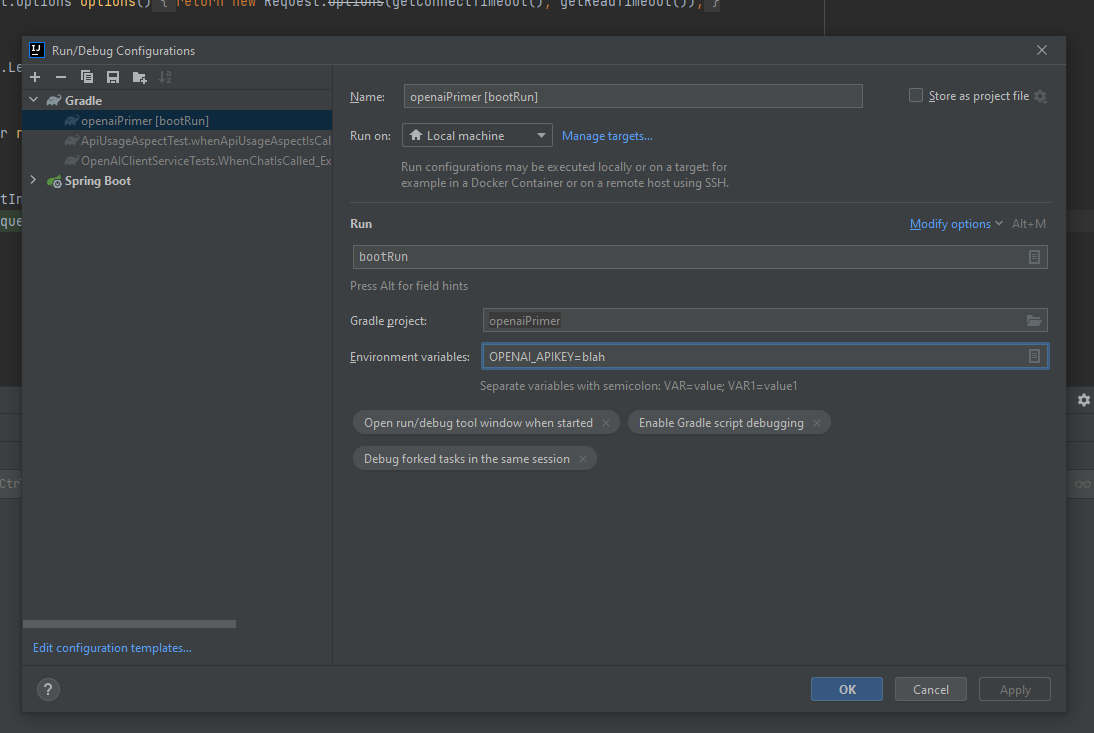 t.Options options() { return new Request.Options(getConnectTimeout(), getReadTimeout()); }
Run/Debug Configurations
.Le
Gradle
Name: openaiPrimer [bootRun]
Store as project file
openaiPrimer [bootRun]
r r
Run on: Local machine
Manage targets...
ApiUsageAspectTest.whenApiUsageAspectIsCal
OpenAIClientServiceTests.WhenChatIsCalled_Ex
Run configurations may be executed locally or on a target: for
example in a Docker Container or on a remote host using SSH.
Spring Boot
tIn
que
Run
Modify options Alt+M
bootRun
Press Alt for field hints
Gradle project: openaiPrimer
Environment variables: OPENAI_APIKEY=blah
Separate variables with semicolon: VAR=value; VAR1=value1
Open run/debug tool window when started
Enable Gradle script debugging
Debug forked tasks in the same session
Ctr
Edit configuration templates...
?
OK
Cancel
Apply